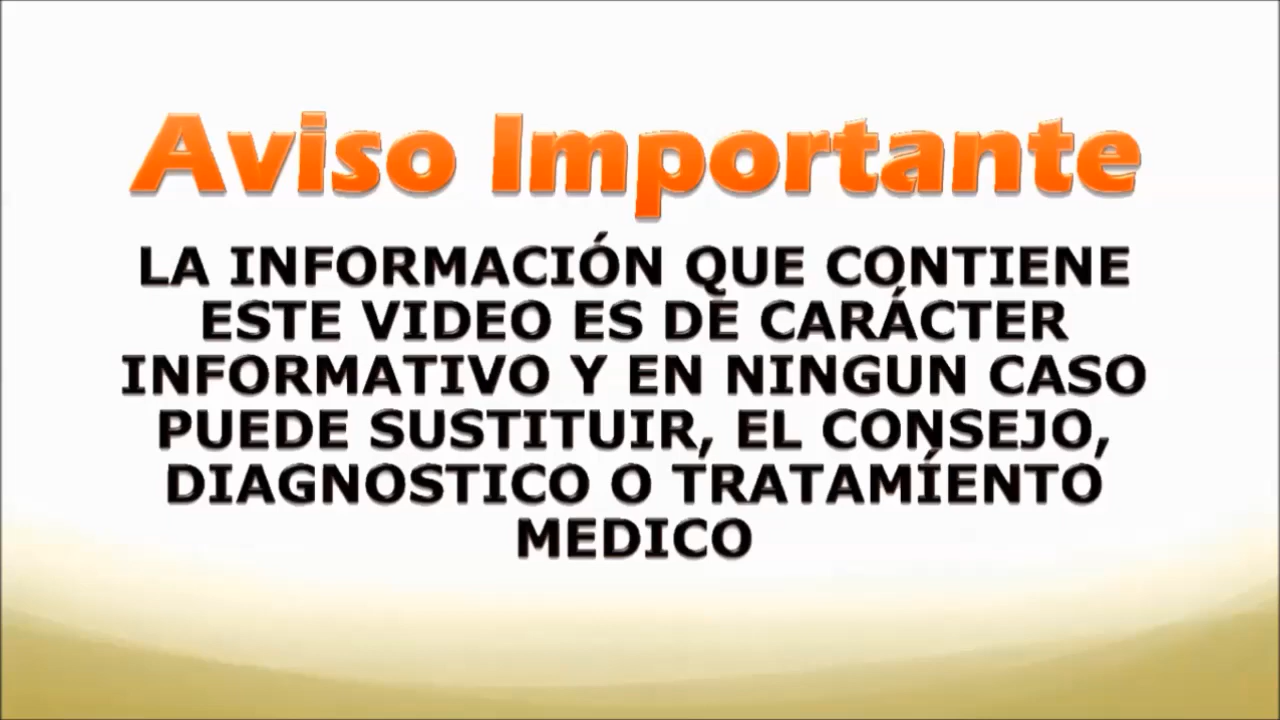 Aviso Importante
LA INFORMACIÓN QUE CONTIENE
ESTE VIDEO ES DE CARÁCTER
INFORMATIVO Y EN NINGUN CASO
PUEDE SUSTITUIR, EL CONSEJO,
DIAGNOSTICO O TRATAMÍENTO
MEDICO